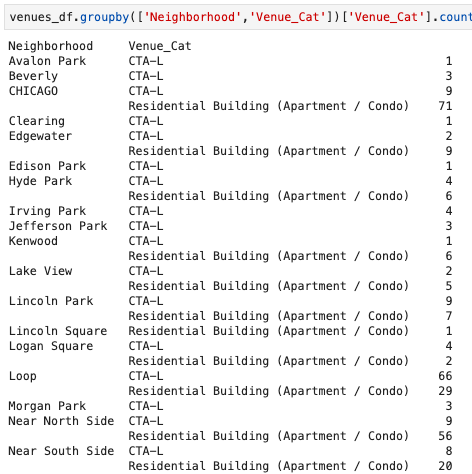 venues_df.groupby(['Neighborhood','Venue_Cat'])['Venue_Cat'].count
Neighborhood Venue_Cat
Avalon Park CTA-L 1
Beverly CTA-L 3
CHICAGO CTA-L 9
Residential Building (Apartment / Condo) 71
Clearing CTA-L 1
Edgewater CTA-L 2
Residential Building (Apartment / Condo) 9
Edison Park CTA-L 1
Hyde Park CTA-L 4
Residential Building (Apartment / Condo) 6
Irving Park CTA-L 4
Jefferson Park CTA-L 3
Kenwood CTA-L 1
Residential Building (Apartment / Condo) 6
Lake View CTA-L 2
Residential Building (Apartment / Condo) 5
Lincoln Park CTA-L 9
Residential Building (Apartment / Condo) 7
Lincoln Square Residential Building (Apartment / Condo) 1
Logan Square CTA-L 4
Residential Building (Apartment / Condo) 2
Loop CTA-L 66
Residential Building (Apartment / Condo) 29
Morgan Park CTA-L 3
Near North Side CTA-L 9
Residential Building (Apartment / Condo) 56
Near South Side CTA-L 8
Residential Building (Apartment / Condo) 20